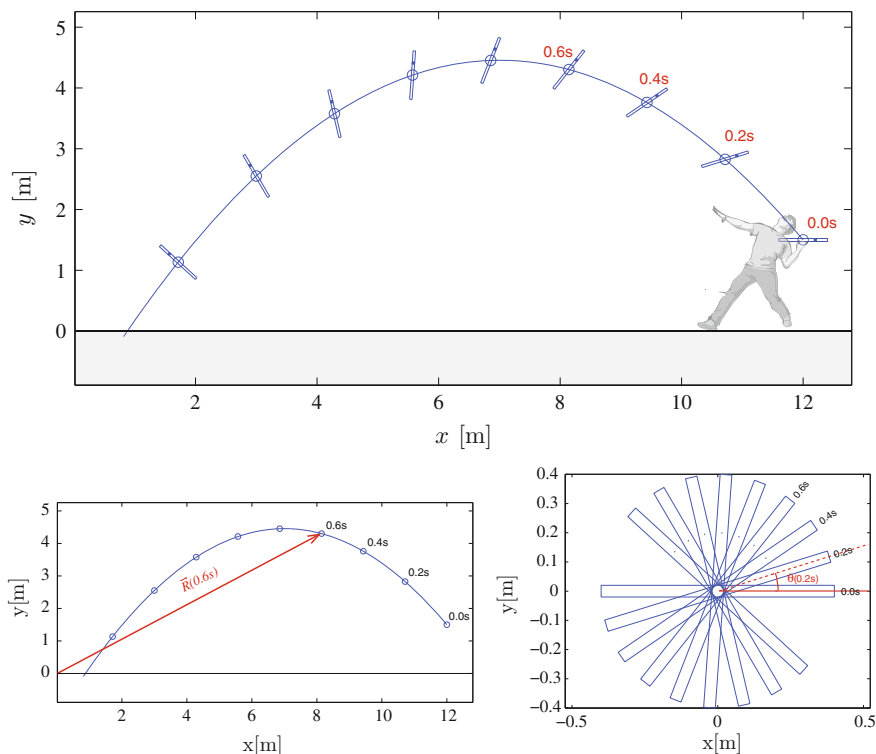 5
4
3
2
1
0
y [m]
0.6s
0.4s
0.2s
0.0s
2 4 6 8 10 12
x [m]
5
4
3
2
1
0
y[m]
0.6s
0.4s
0.2s
0.0s
R⃗(0.6s)
2 4 6 8 10 12
x[m]
0.4
0.3
0.2
0.1
0
−0.1
−0.2
−0.3
−0.4
y[m]
0.6s
0.4s
0.2s
θ(0.2s)
0.0s
−0.5 0 0.5
x[m]